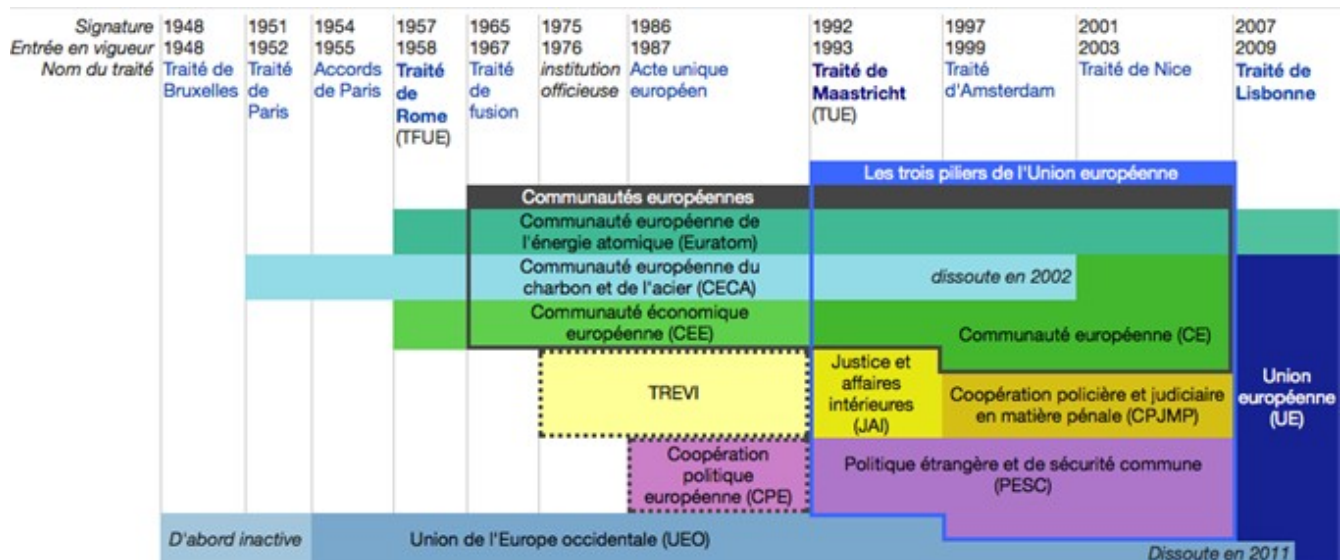 Signature 1948 1951 1954 1957 1965 1975 1986 1992 1997 2001 2007
Entrée en vigueur 1948 1952 1955 1958 1967 1976 1987 1993 1999 2003 2009
Nom du traité Traité de Traité Accords Traité Traité institution Acte unique Traité de Traité Traité de Nice Traité de
Bruxelles de de Paris de de officieuse européen Maastricht d'Amsterdam Lisbonne
Paris Rome fusion (TUE)
(TFUE)
Les trois piliers de l'Union européenne
Communautés européennes
Communauté européenne de
l'énergie atomique (Euratom)
Communauté européenne du
charbon et de l'acier (CECA)
dissoute en 2002
Communauté économique
européenne (CEE)
Communauté européenne (CE)
TREVI
Justice et
affaires
intérieures
(JAI)
Coopération policière et judiciaire
en matière pénale (CPJMP)
Union
européenne
(UE)
Coopération
politique
européenne (CPE)
Politique étrangère et de sécurité commune
(PESC)
D'abord inactive
Union de l'Europe occidentale (UEO)
Dissoute en 2011